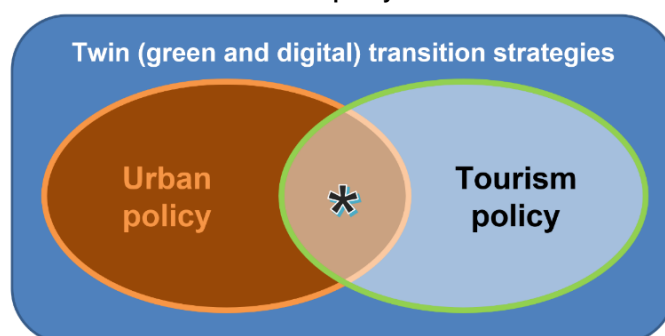 Twin (green and digital) transition strategies
Urban
policy
*
Tourism
policy